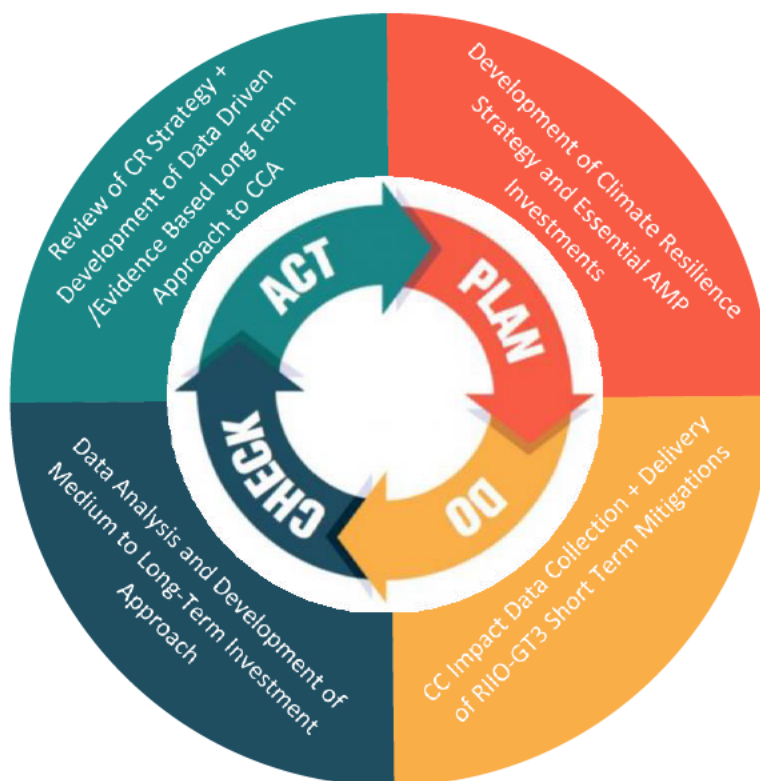 Review of CR Strategy +
Development of Data Driven
/Evidence Based Long Term
Approach to CCA
Development of Climate Resilience
Strategy and Essential AMP
Investments
ACT
PLAN
CHECK
DO
Data Analysis and Development of
Medium to Long-Term Investment
Approach
CC Impact Data Collection + Delivery
of RIIO-GT3 Short Term Mitigations